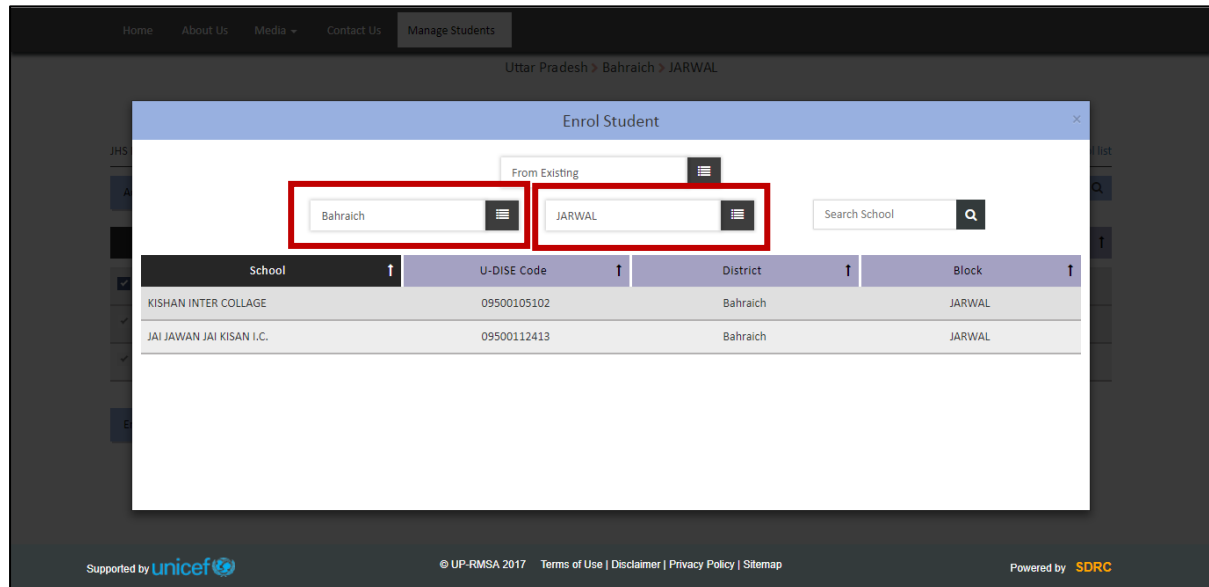 Home About Us Media Contact Us Manage Students
Uttar Pradesh > Bahraich > JARWAL
Enrol Student ×
JHS
list
From Existing
Bahraich JARWAL Search School
School U-DISE Code District Block
KISHAN INTER COLLAGE 09500105102 Bahraich JARWAL
JAI JAWAN JAI KISAN I.C. 09500112413 Bahraich JARWAL
Supported by unicef © UP-RMSA 2017 Terms of Use | Disclaimer | Privacy Policy | Sitemap Powered by SDRC